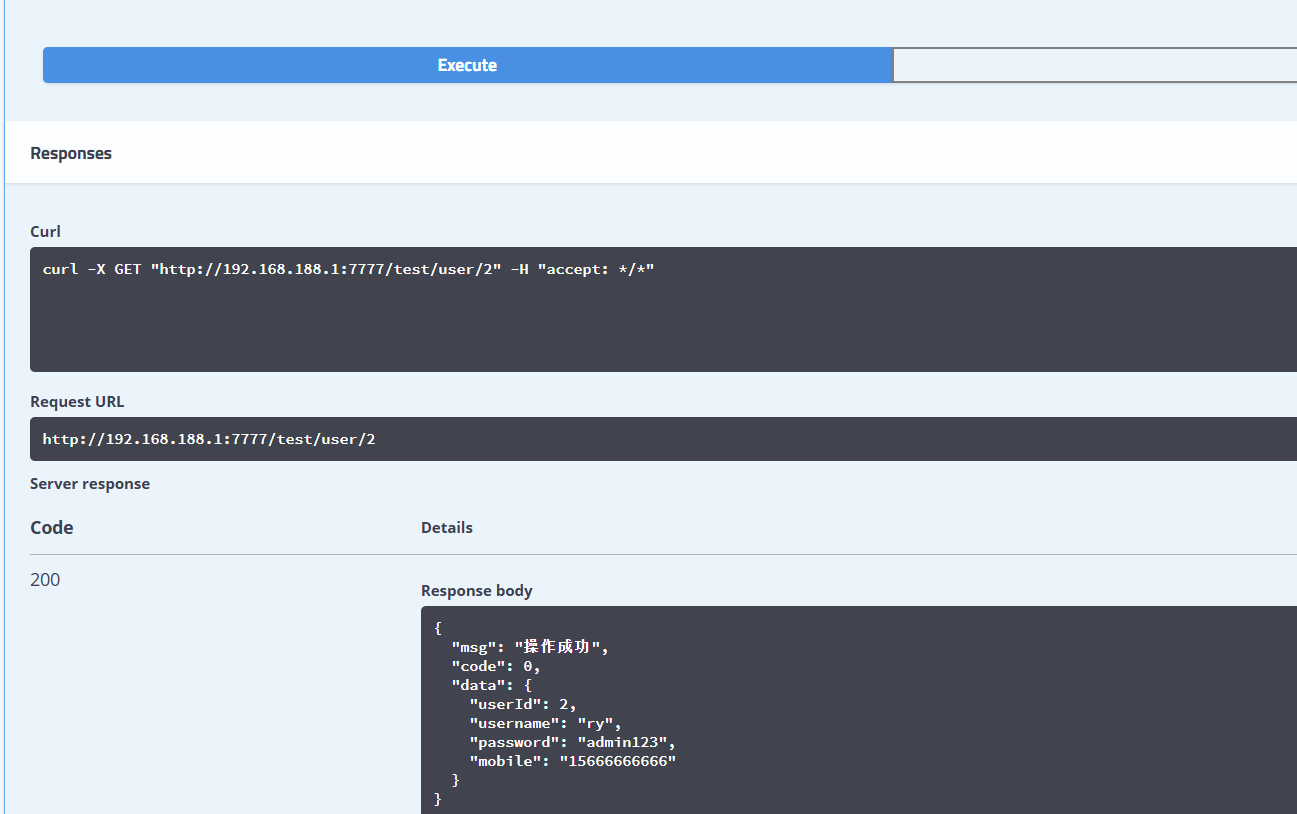 Execute
Responses
Curl
curl -X GET "http://192.168.188.1:7777/test/user/2" -H "accept: */*"
Request URL
http://192.168.188.1:7777/test/user/2
Server response
Code Details
200
Response body
{
  "msg": "操作成功",
  "code": 0,
  "data": {
    "userId": 2,
    "username": "ry",
    "password": "admin123",
    "mobile": "15666666666"
  }
}